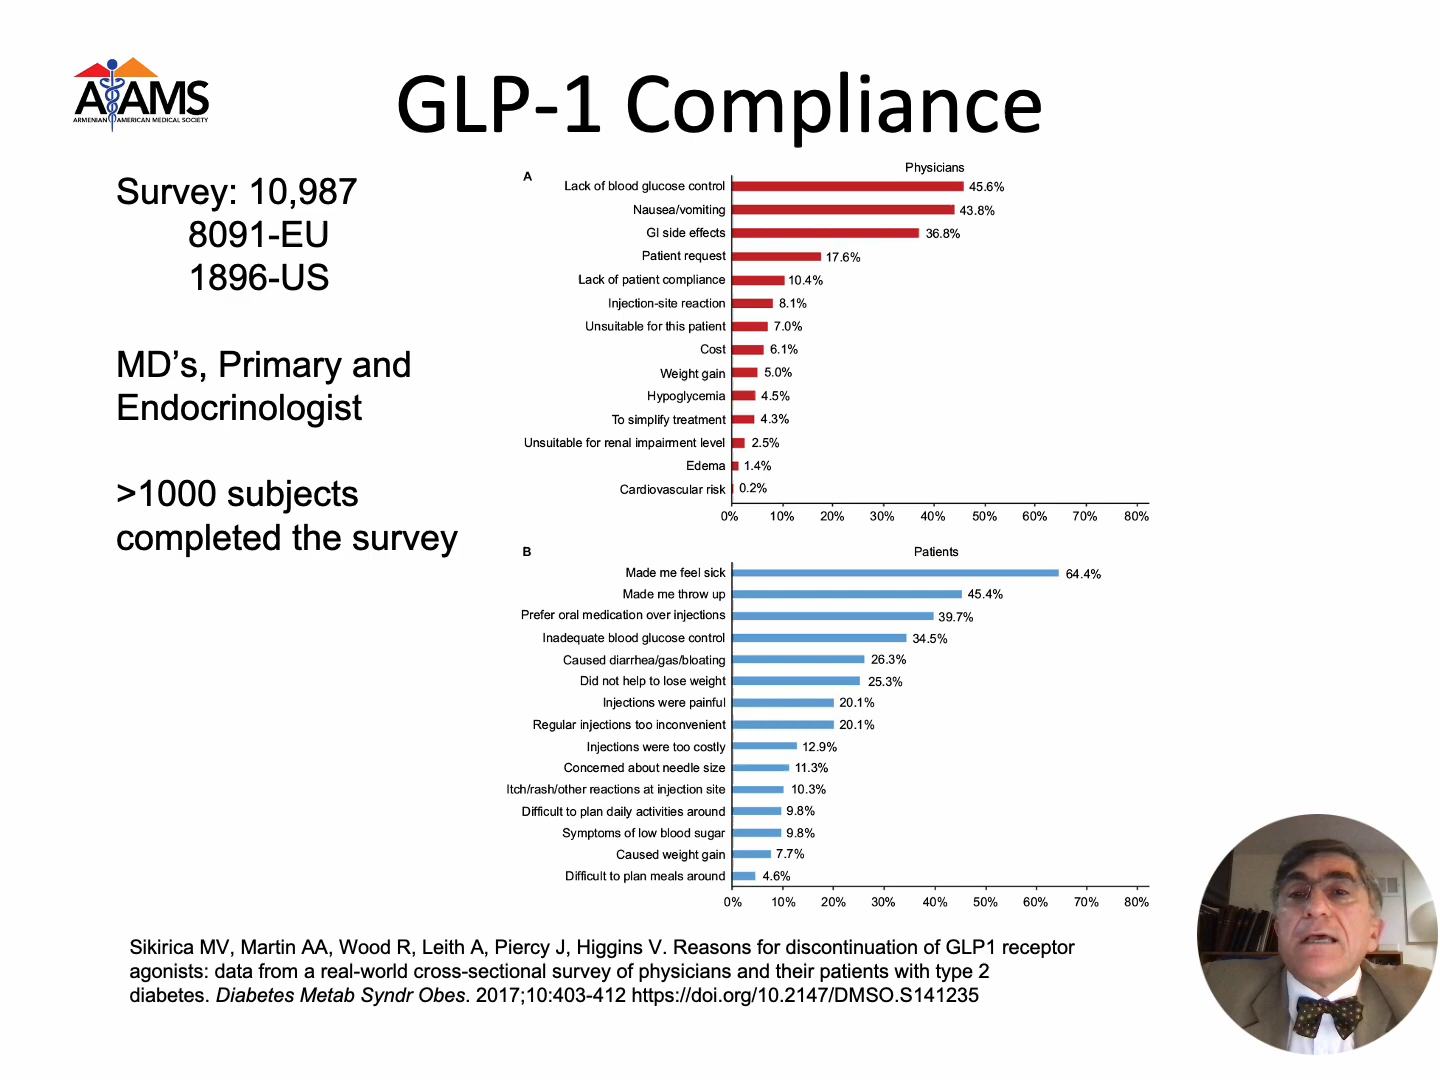 AAMS
ARMENIAN AMERICAN MEDICAL SOCIETY
GLP-1 Compliance
Survey: 10,987
8091-EU
1896-US
MD’s, Primary and
Endocrinologist
>1000 subjects
completed the survey
A
Physicians
Lack of blood glucose control 45.6%
Nausea/vomiting 43.8%
GI side effects 36.8%
Patient request 17.6%
Lack of patient compliance 10.4%
Injection-site reaction 8.1%
Unsuitable for this patient 7.0%
Cost 6.1%
Weight gain 5.0%
Hypoglycemia 4.5%
To simplify treatment 4.3%
Unsuitable for renal impairment level 2.5%
Edema 1.4%
Cardiovascular risk 0.2%
0% 10% 20% 30% 40% 50% 60% 70% 80%
B
Patients
Made me feel sick 64.4%
Made me throw up 45.4%
Prefer oral medication over injections 39.7%
Inadequate blood glucose control 34.5%
Caused diarrhea/gas/bloating 26.3%
Did not help to lose weight 25.3%
Injections were painful 20.1%
Regular injections too inconvenient 20.1%
Injections were too costly 12.9%
Concerned about needle size 11.3%
Itch/rash/other reactions at injection site 10.3%
Difficult to plan daily activities around 9.8%
Symptoms of low blood sugar 9.8%
Caused weight gain 7.7%
Difficult to plan meals around 4.6%
0% 10% 20% 30% 40% 50% 60% 70% 80%
Sikirica MV, Martin AA, Wood R, Leith A, Piercy J, Higgins V. Reasons for discontinuation of GLP1 receptor
agonists: data from a real-world cross-sectional survey of physicians and their patients with type 2
diabetes. Diabetes Metab Syndr Obes. 2017;10:403-412 https://doi.org/10.2147/DMSO.S141235